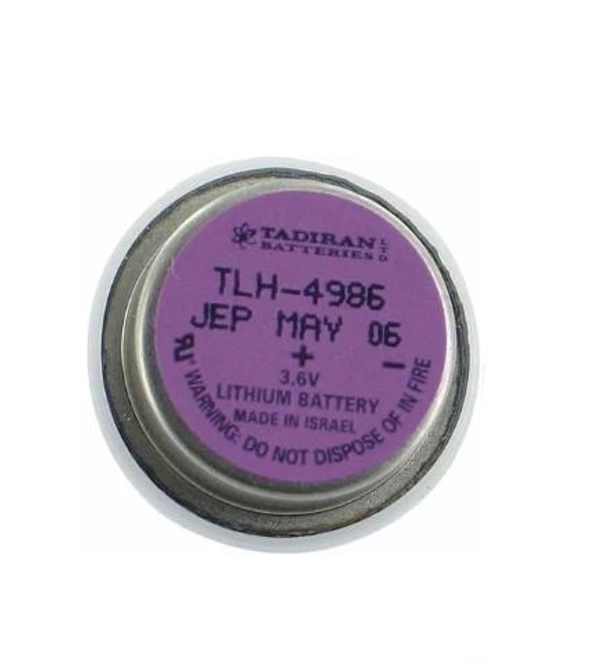 TADIRAN LTD
BATTERIES
TLH-4986
JEP MAY 06
+ −
3,6V
LITHIUM BATTERY
MADE IN ISRAEL
WARNING: DO NOT DISPOSE OF IN FIRE